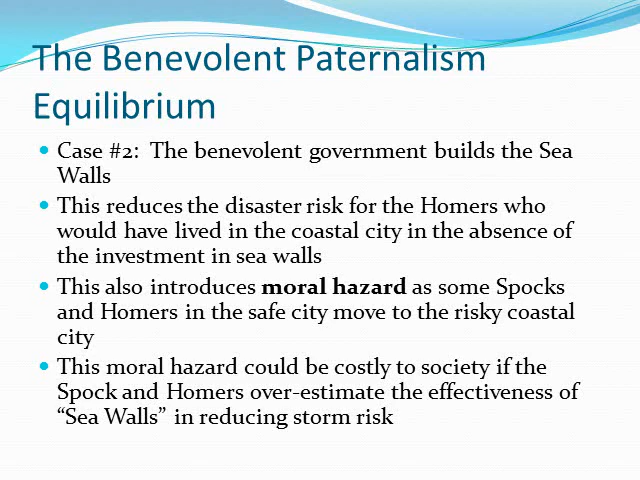 The Benevolent Paternalism
Equilibrium
Case #2:  The benevolent government builds the Sea
Walls
This reduces the disaster risk for the Homers who
would have lived in the coastal city in the absence of
the investment in sea walls
This also introduces moral hazard as some Spocks
and Homers in the safe city move to the risky coastal
city
This moral hazard could be costly to society if the
Spock and Homers over-estimate the effectiveness of
“Sea Walls” in reducing storm risk